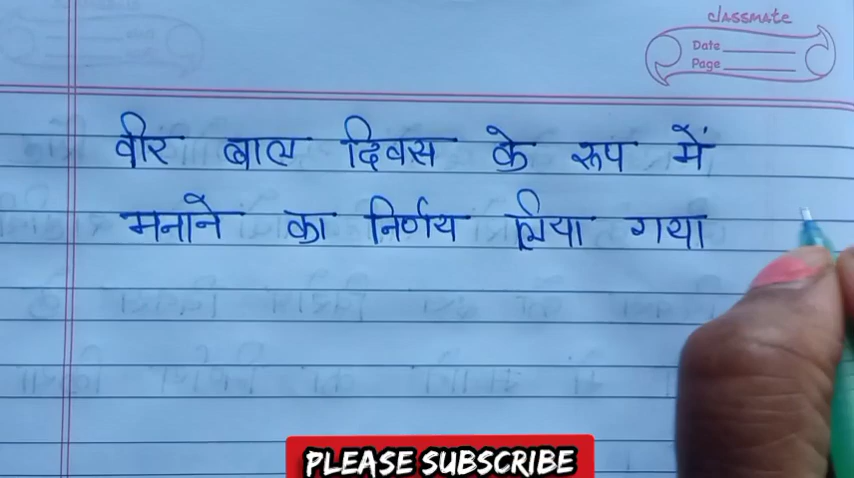 classmate
Date
Page
वीर बाल दिवस के रूप में
मनाने का निर्णय लिया गया
PLEASE SUBSCRIBE